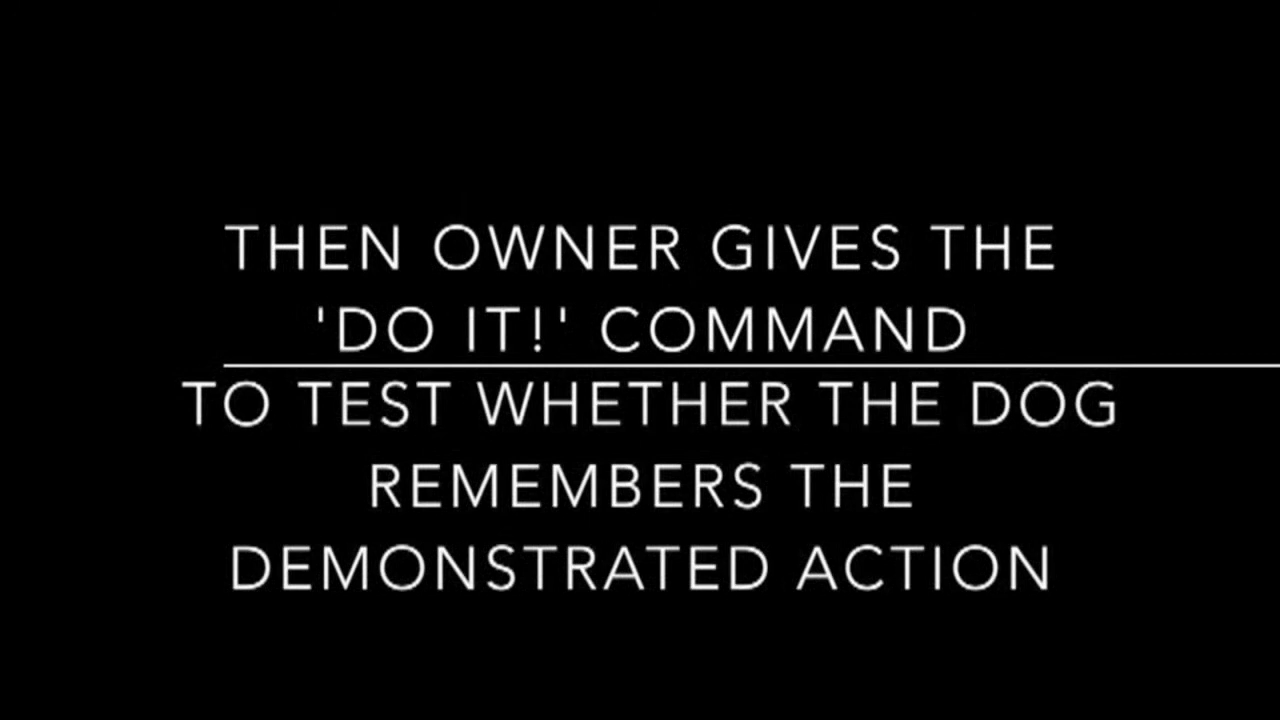 THEN OWNER GIVES THE
'DO IT!' COMMAND
TO TEST WHETHER THE DOG
REMEMBERS THE
DEMONSTRATED ACTION